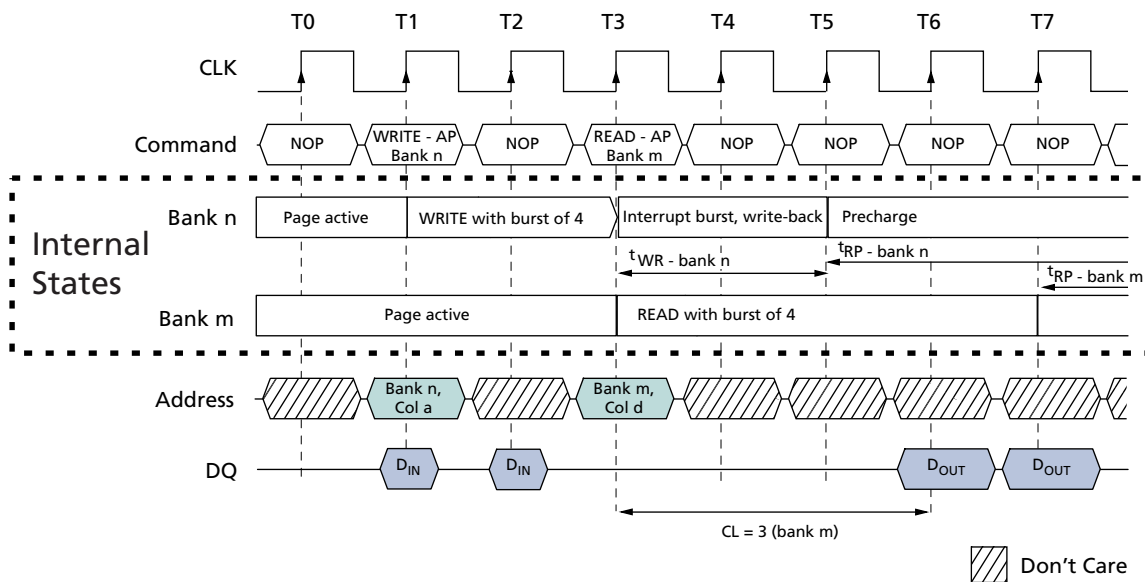 T0 T1 T2 T3 T4 T5 T6 T7
CLK
Command NOP WRITE - AP Bank n NOP READ - AP Bank m NOP NOP NOP NOP
Bank n Page active WRITE with burst of 4 Interrupt burst, write-back Precharge
Internal States
tWR - bank n tRP - bank n
tRP - bank m
Bank m Page active READ with burst of 4
Address Bank n, Col a Bank m, Col d
DQ DIN DIN DOUT DOUT
CL = 3 (bank m)
Don't Care